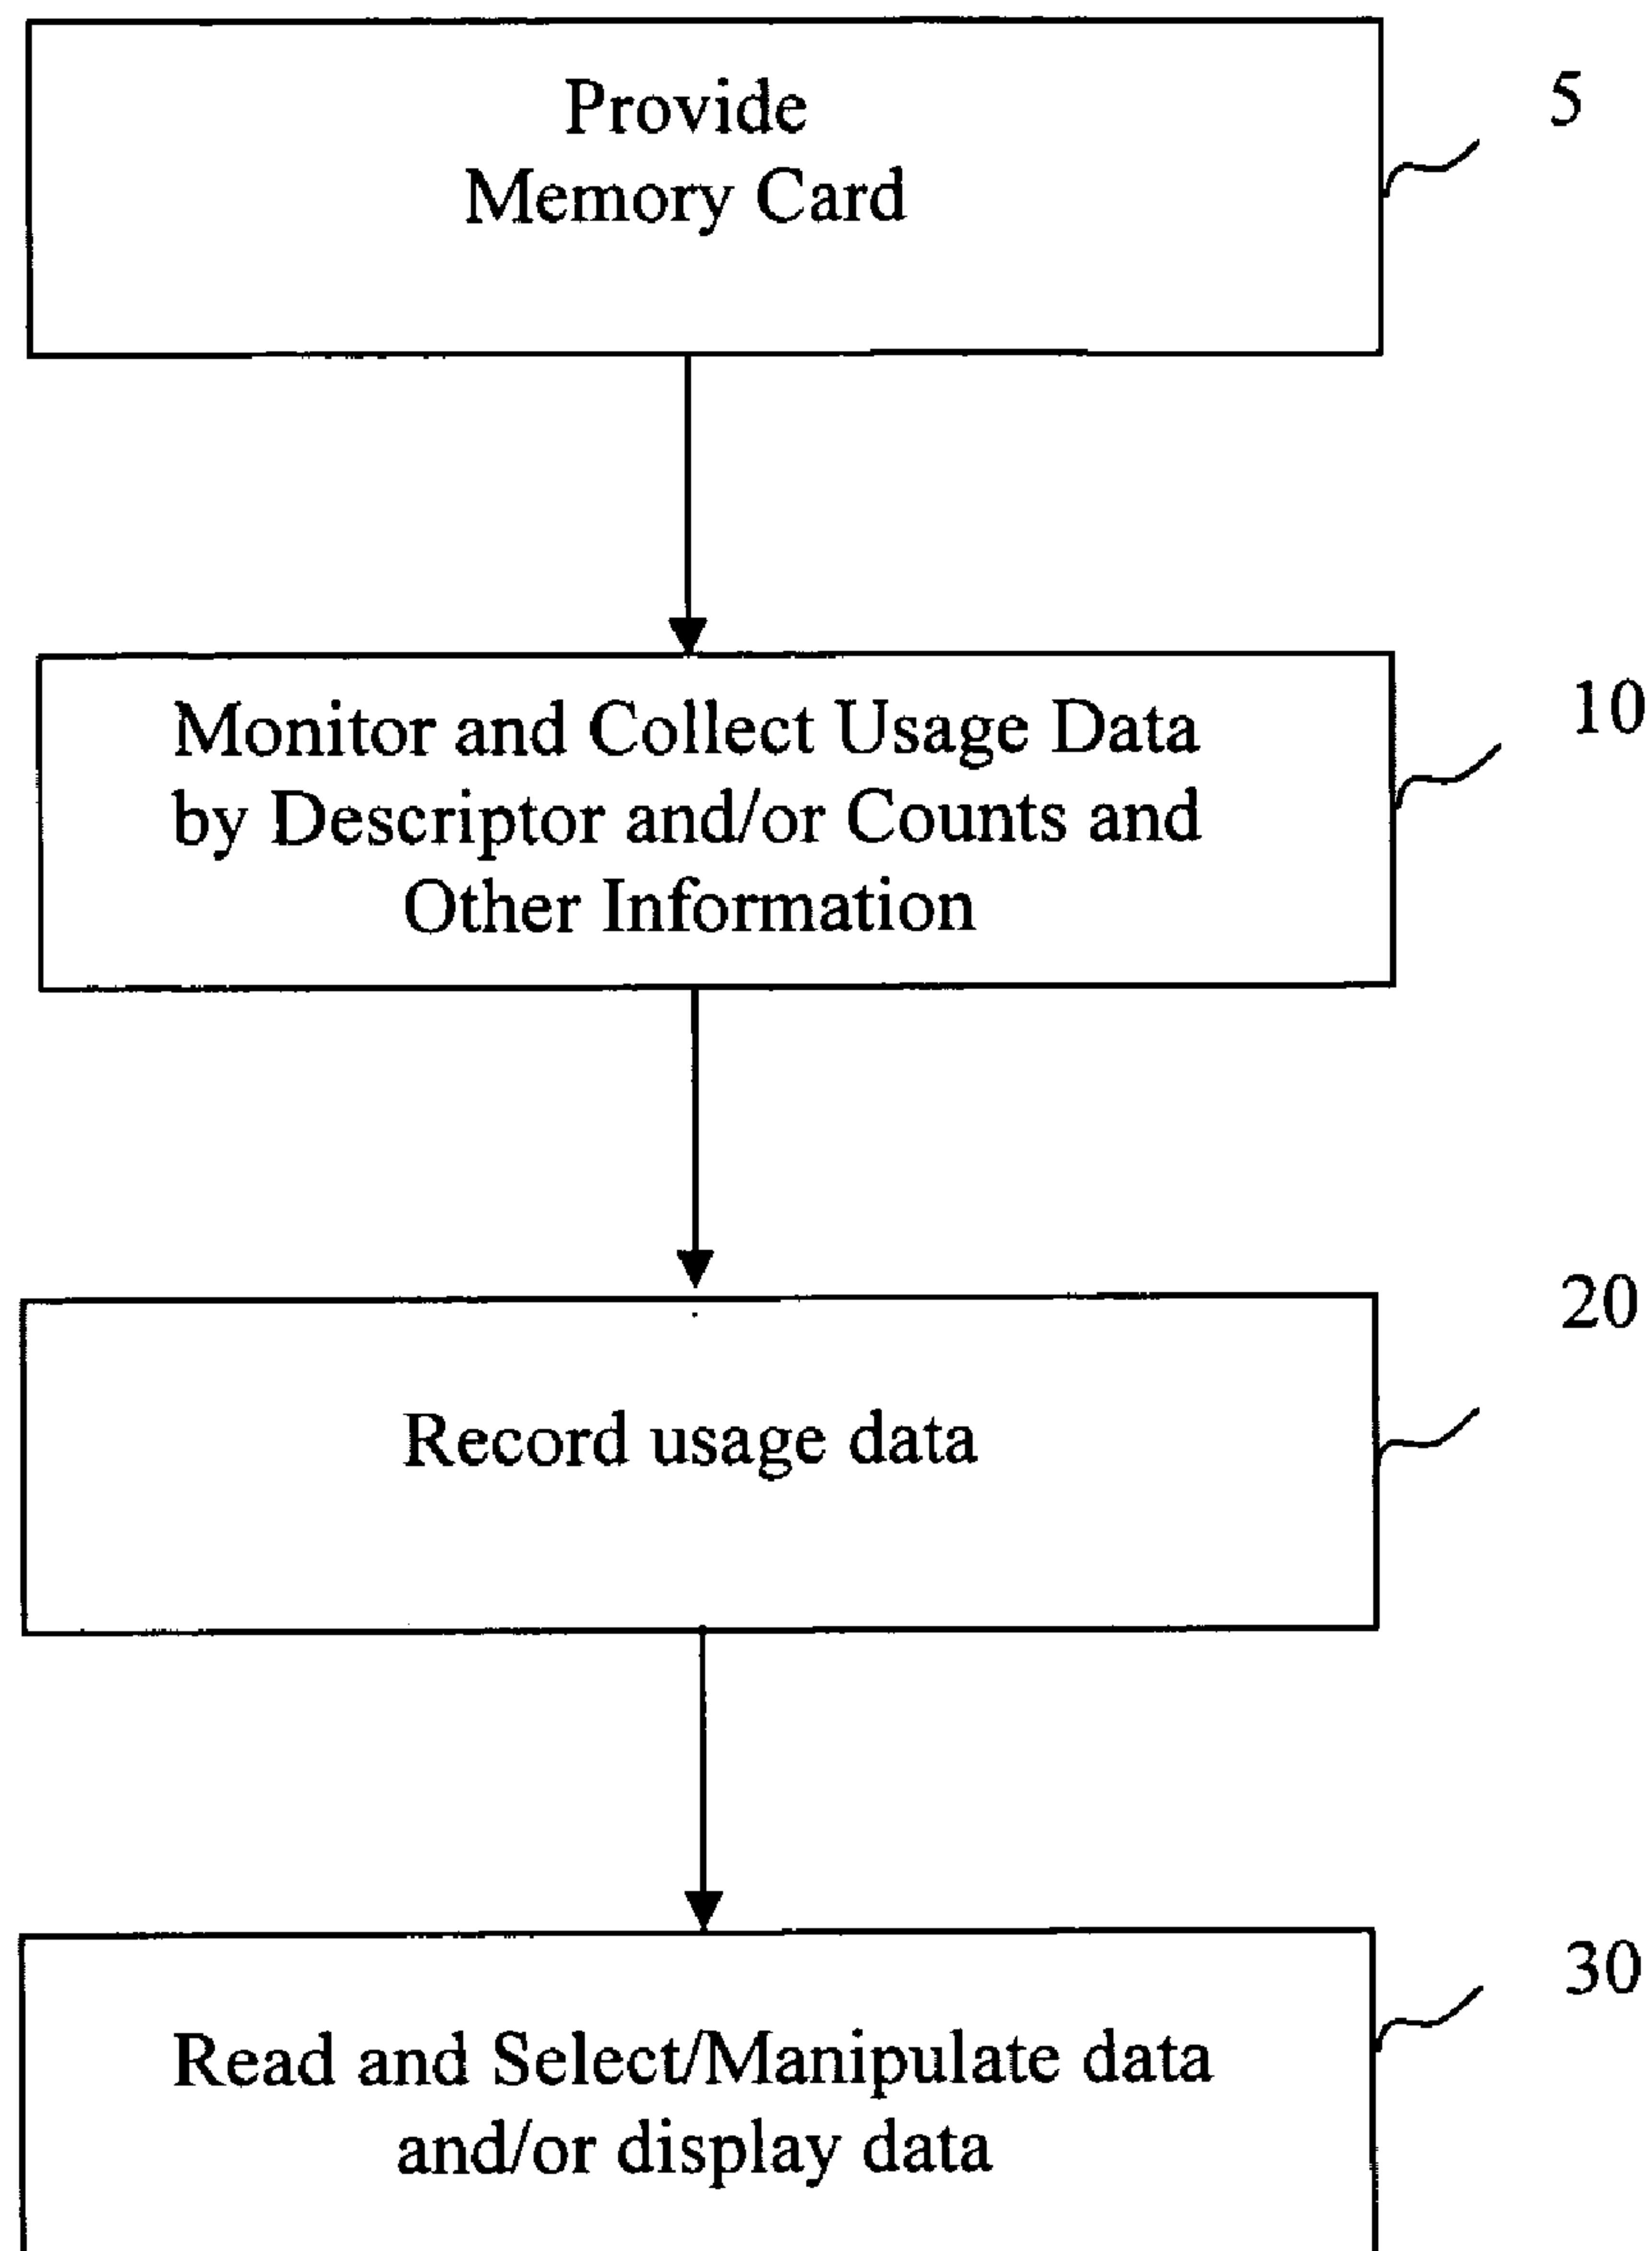 Provide
Memory Card
5
Monitor and Collect Usage Data
by Descriptor and/or Counts and
Other Information
10
Record usage data
20
Read and Select/Manipulate data
and/or display data
30